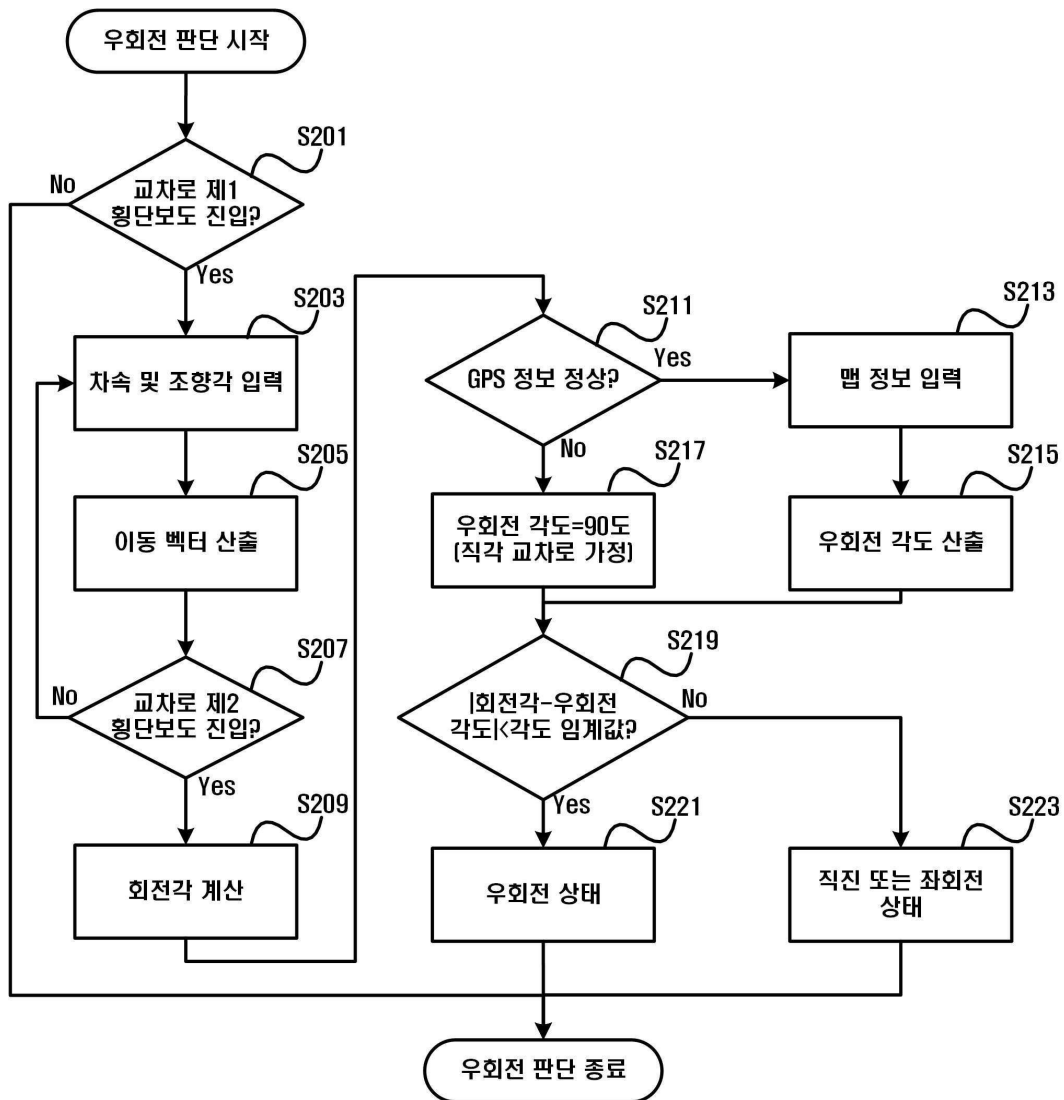 우회전 판단 시작
S201
No
교차로 제1
횡단보도 진입?
Yes
S203
차속 및 조향각 입력
S205
이동 벡터 산출
S207
No
교차로 제2
횡단보도 진입?
Yes
S209
회전각 계산
S211
GPS 정보 정상?
Yes
No
S213
맵 정보 입력
S215
우회전 각도 산출
S217
우회전 각도=90도
(직각 교차로 가정)
S219
|회전각-우회전
각도|<각도 임계값?
No
Yes
S221
우회전 상태
S223
직진 또는 좌회전
상태
우회전 판단 종료